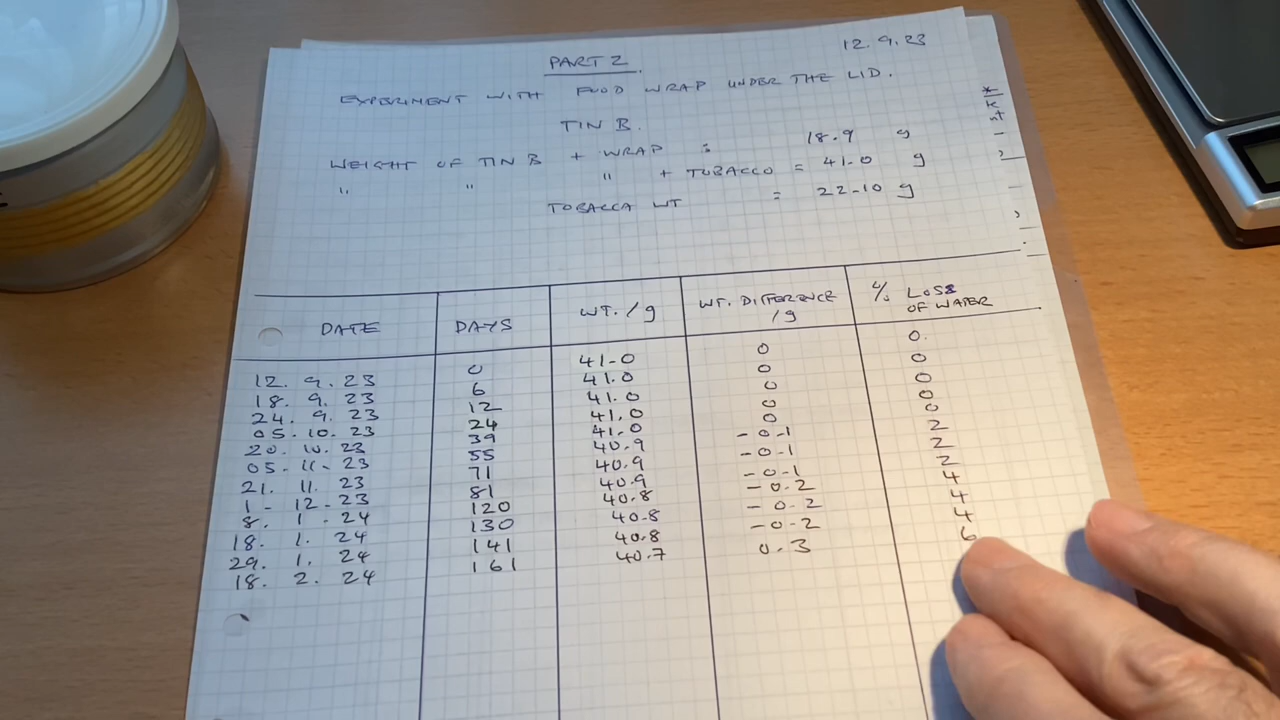 12.9.23
PART 2.
EXPERIMENT WITH FOOD WRAP UNDER THE LID.
TIN B.
WEIGHT OF TIN B + WRAP : 18.9 g
" " " + TOBACCO = 41.0 g
TOBACCA WT = 22.10 g
DATE DAYS WT./g WT. DIFFERENCE /g % LOSS OF WATER
12. 9. 23 0 41.0 0 0.
18. 9. 23 6 41.0 0 0
24. 9. 23 12 41.0 0 0
05. 10. 23 24 41.0 0 0
20. 10. 23 39 41.0 0 0
05. 11. 23 55 40.9 -0.1 2
21. 11. 23 71 40.9 -0.1 2
1 - 12 - 23 81 40.9 -0.1 2
8. 1 - 24 120 40.8 -0.2 4
18. 1. 24 130 40.8 -0.2 4
29. 1. 24 141 40.8 -0.2 4
18. 2. 24 161 40.7 0.3 6